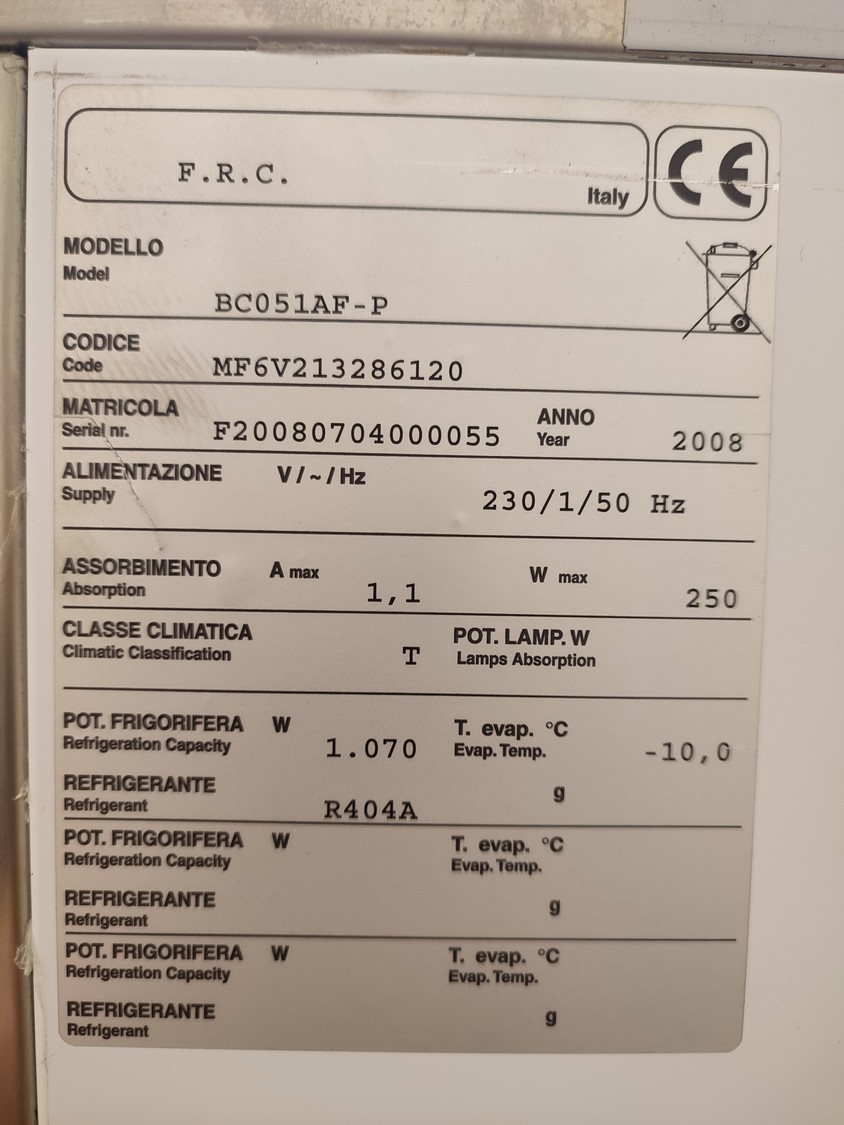 F.R.C.
Italy
CE
MODELLO
Model
BC051AF-P
CODICE
Code
MF6V213286120
MATRICOLA
Serial nr.
F20080704000055
ANNO
Year
2008
ALIMENTAZIONE V/~/Hz
Supply
230/1/50 Hz
ASSORBIMENTO A max
Absorption
1,1
W max
250
CLASSE CLIMATICA
Climatic Classification
T
POT. LAMP. W
Lamps Absorption
POT. FRIGORIFERA W
Refrigeration Capacity
1.070
T. evap. °C
Evap. Temp.
-10,0
REFRIGERANTE
Refrigerant
R404A
g
POT. FRIGORIFERA W
Refrigeration Capacity
T. evap. °C
Evap. Temp.
REFRIGERANTE
Refrigerant
g
POT. FRIGORIFERA W
Refrigeration Capacity
T. evap. °C
Evap. Temp.
REFRIGERANTE
Refrigerant
g